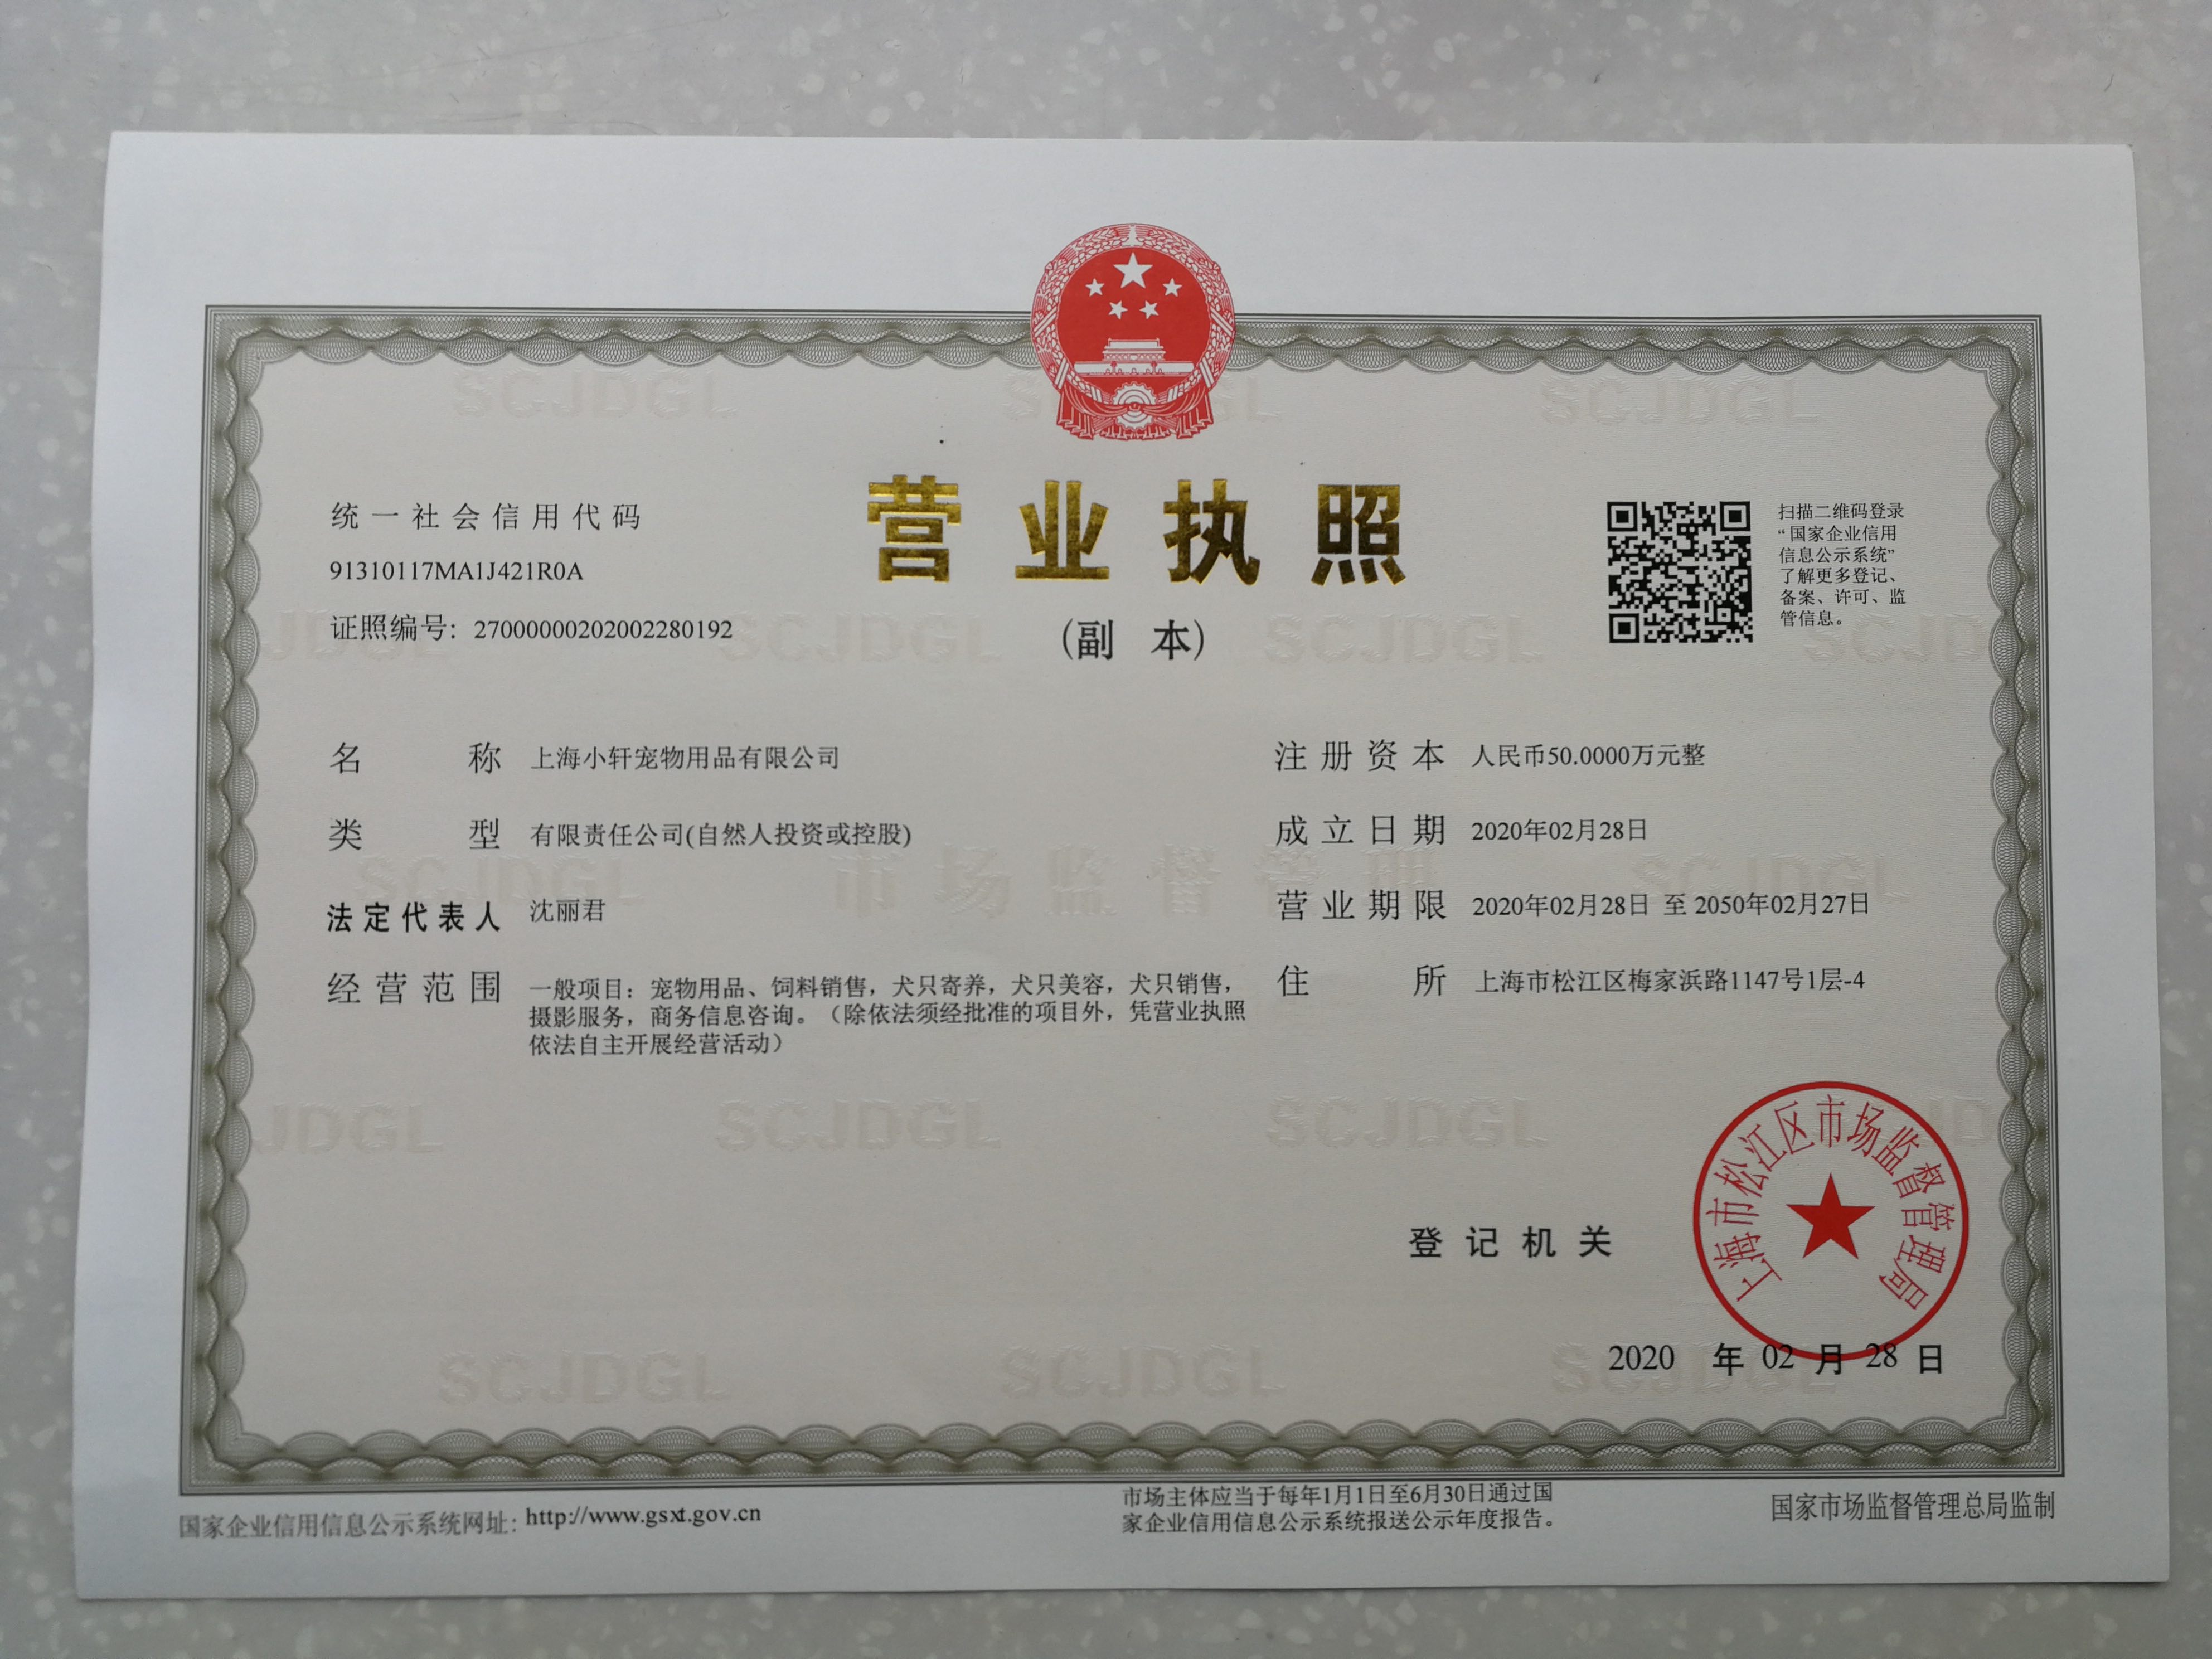 营业执照
(副 本)
统一社会信用代码
91310117MA1J421R0A
证照编号：27000000202002280192
扫描二维码登录
“国家企业信用
信息公示系统”
了解更多登记、
备案、许可、监
管信息。
名 称 上海小轩宠物用品有限公司
类 型 有限责任公司(自然人投资或控股)
法定代表人 沈丽君
经营范围 一般项目：宠物用品、饲料销售，犬只寄养，犬只美容，犬只销售，
摄影服务，商务信息咨询。（除依法须经批准的项目外，凭营业执照
依法自主开展经营活动）
注册资本 人民币50.0000万元整
成立日期 2020年02月28日
营业期限 2020年02月28日 至 2050年02月27日
住 所 上海市松江区梅家浜路1147号1层-4
登记机关
上海市松江区市场监督管理局
2020 年 02 月 28 日
SCJDGL
市场监督管理
国家企业信用信息公示系统网址：http://www.gsxt.gov.cn
市场主体应当于每年1月1日至6月30日通过国
家企业信用信息公示系统报送公示年度报告。
国家市场监督管理总局监制